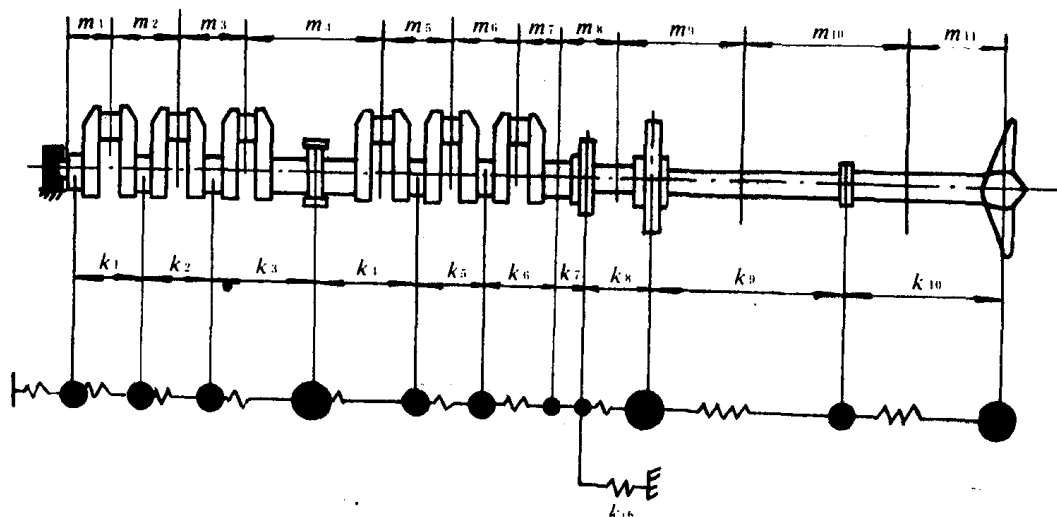 m₁ m₂ m₃ m₄ m₅ m₆ m₇ m₈ m₉ m₁₀ m₁₁
k₁ k₂ k₃ k₄ k₅ k₆ k₇ k₈ k₉ k₁₀